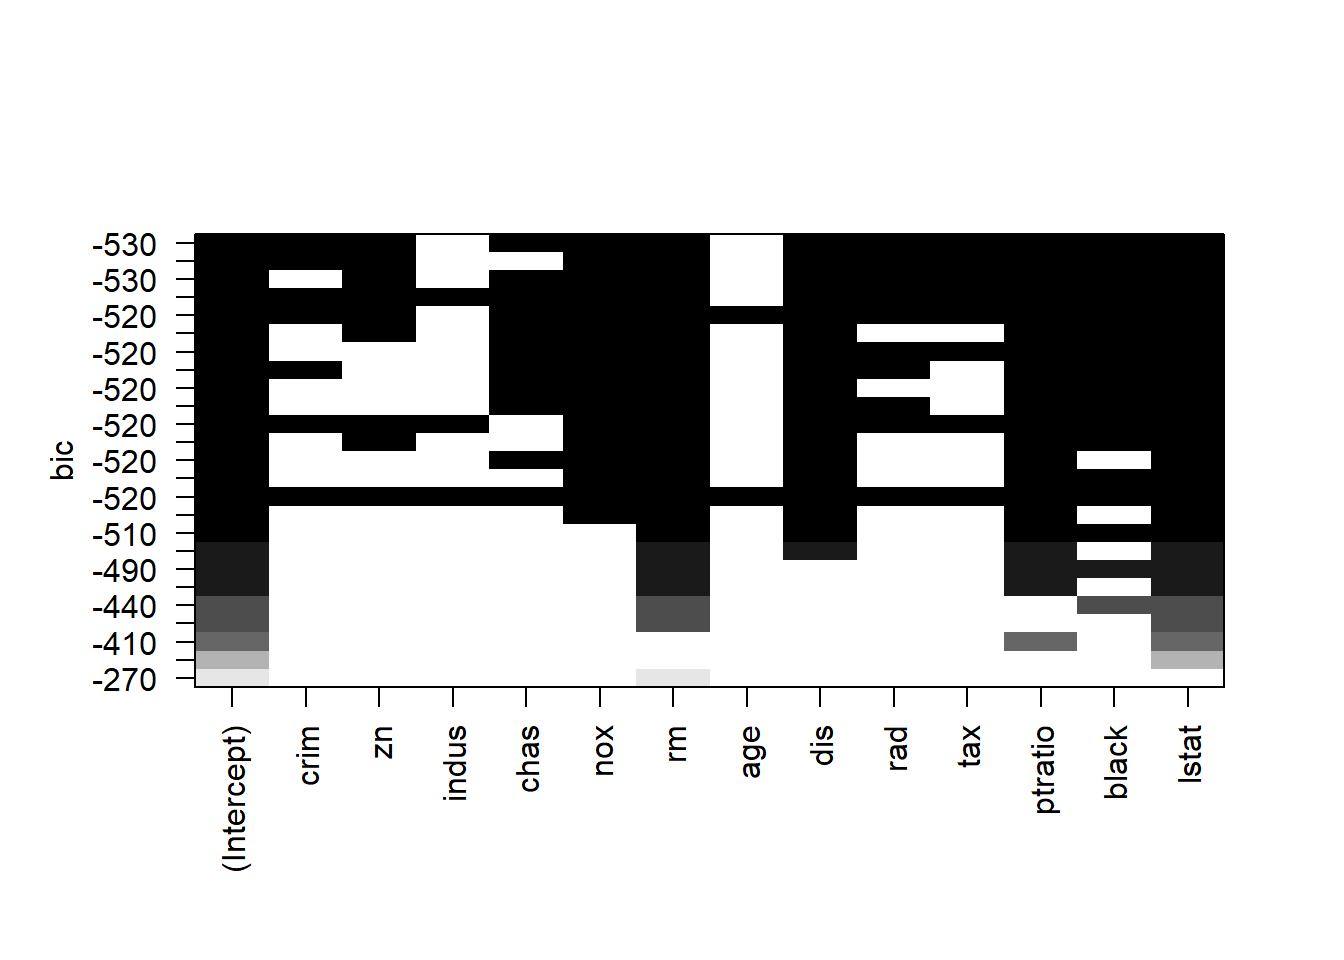 bic
-530
-530
-520
-520
-520
-520
-520
-520
-510
-490
-440
-410
-270
(Intercept)
crim
zn
indus
chas
nox
rm
age
dis
rad
tax
ptratio
black
lstat